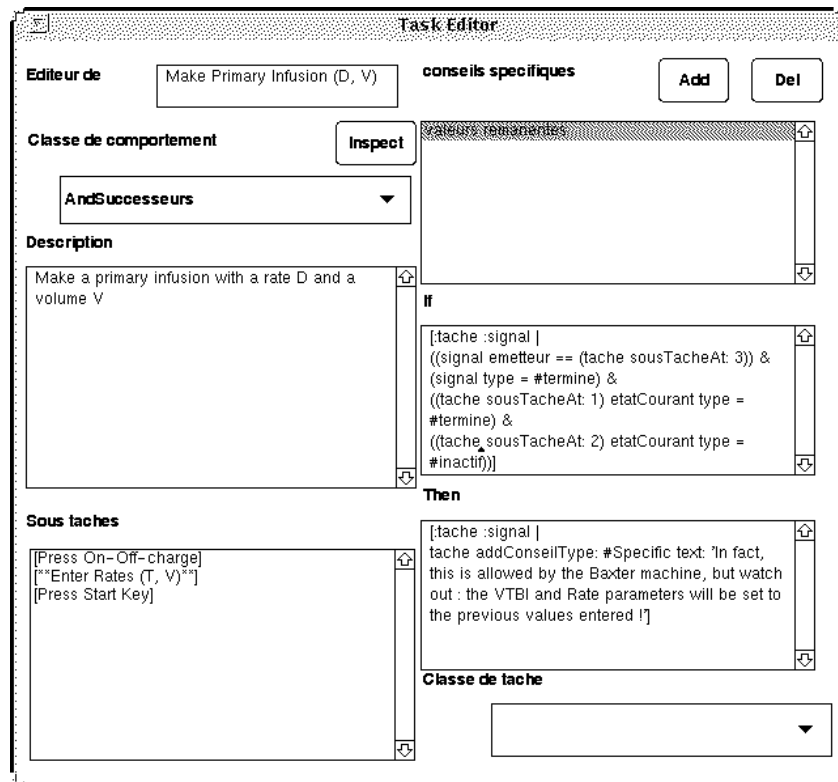 Task Editor
Editeur de
Make Primary Infusion (D, V)
Classe de comportement
Inspect
AndSuccesseurs
Description
Make a primary infusion with a rate D and a
volume V
Sous taches
[Press On-Off-charge]
[**Enter Rates (T, V)**]
[Press Start Key]
conseils specifiques
Add
Del
valeurs remanentes
If
[:tache :signal |
((signal emetteur == (tache sousTacheAt: 3)) &
(signal type = #termine) &
((tache sousTacheAt: 1) etatCourant type =
#termine) &
((tache sousTacheAt: 2) etatCourant type =
#inactif))]
Then
[:tache :signal |
tache addConseilType: #Specific text: 'In fact,
this is allowed by the Baxter machine, but watch
out : the VTBI and Rate parameters will be set to
the previous values entered !']
Classe de tache